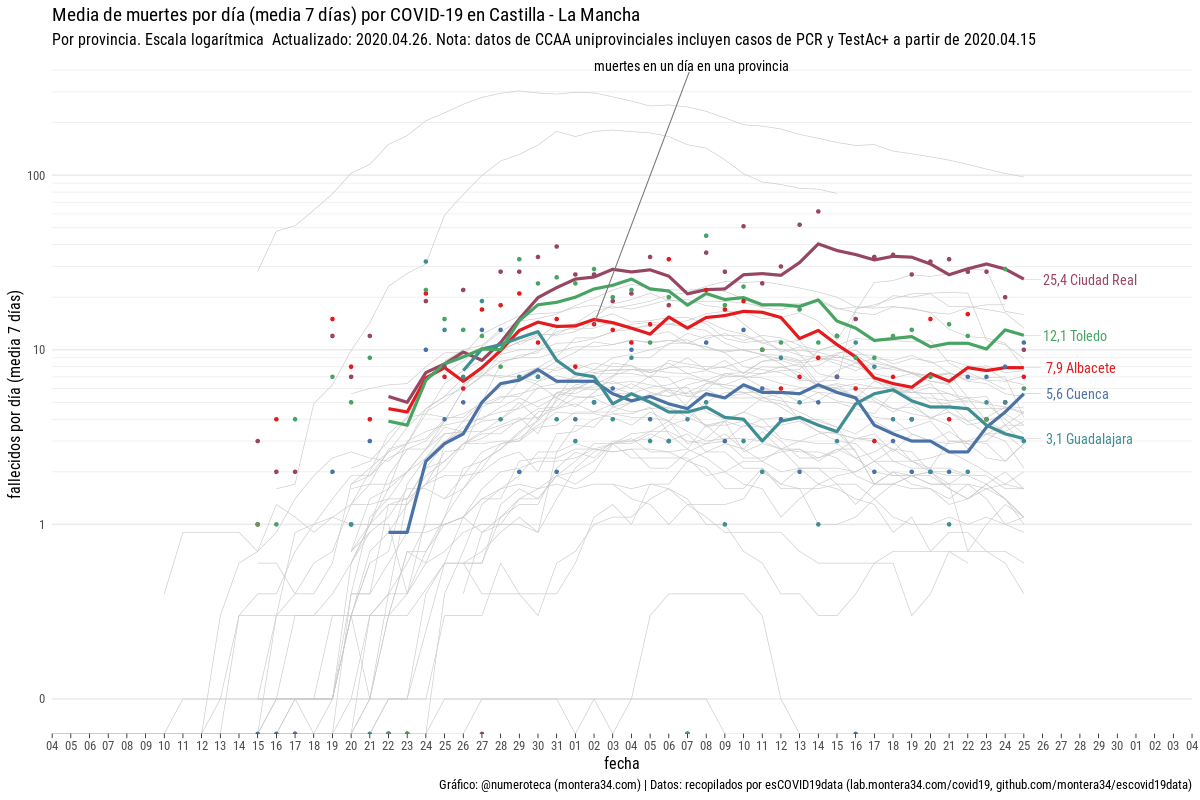 Media de muertes por día (media 7 días) por COVID-19 en Castilla - La Mancha
Por provincia. Escala logarítmica  Actualizado: 2020.04.26. Nota: datos de CCAA uniprovinciales incluyen casos de PCR y TestAc+ a partir de 2020.04.15
muertes en un día en una provincia
100
10
1
0
fallecidos por día (media  7 días)
25,4 Ciudad Real
12,1 Toledo
7,9 Albacete
5,6 Cuenca
3,1 Guadalajara
04 05 06 07 08 09 10 11 12 13 14 15 16 17 18 19 20 21 22 23 24 25 26 27 28 29 30 31 01 02 03 04 05 06 07 08 09 10 11 12 13 14 15 16 17 18 19 20 21 22 23 24 25 26 27 28 29 30 01 02 03 04
fecha
Gráfico: @numeroteca (montera34.com) | Datos: recopilados por esCOVID19data (lab.montera34.com/covid19, github.com/montera34/escovid19data)